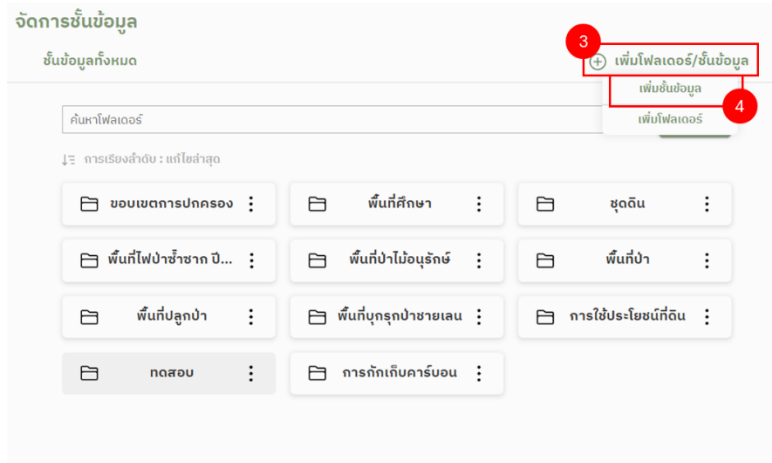 จัดการชั้นข้อมูล
3
ชั้นข้อมูลทั้งหมด
เพิ่มโฟลเดอร์/ชั้นข้อมูล
เพิ่มชั้นข้อมูล
4
ค้นหาโฟลเดอร์
เพิ่มโฟลเดอร์
การเรียงลำดับ : แก้ไขล่าสุด
ขอบเขตการปกครอง
พื้นที่ศึกษา
ชุดดิน
พื้นที่ไฟป่าซ้ำซาก ปี...
พื้นที่ป่าไม้อนุรักษ์
พื้นที่ป่า
พื้นที่ปลูกป่า
พื้นที่บุกรุกป่าชายเลน
การใช้ประโยชน์ที่ดิน
ทดสอบ
การกักเก็บคาร์บอน